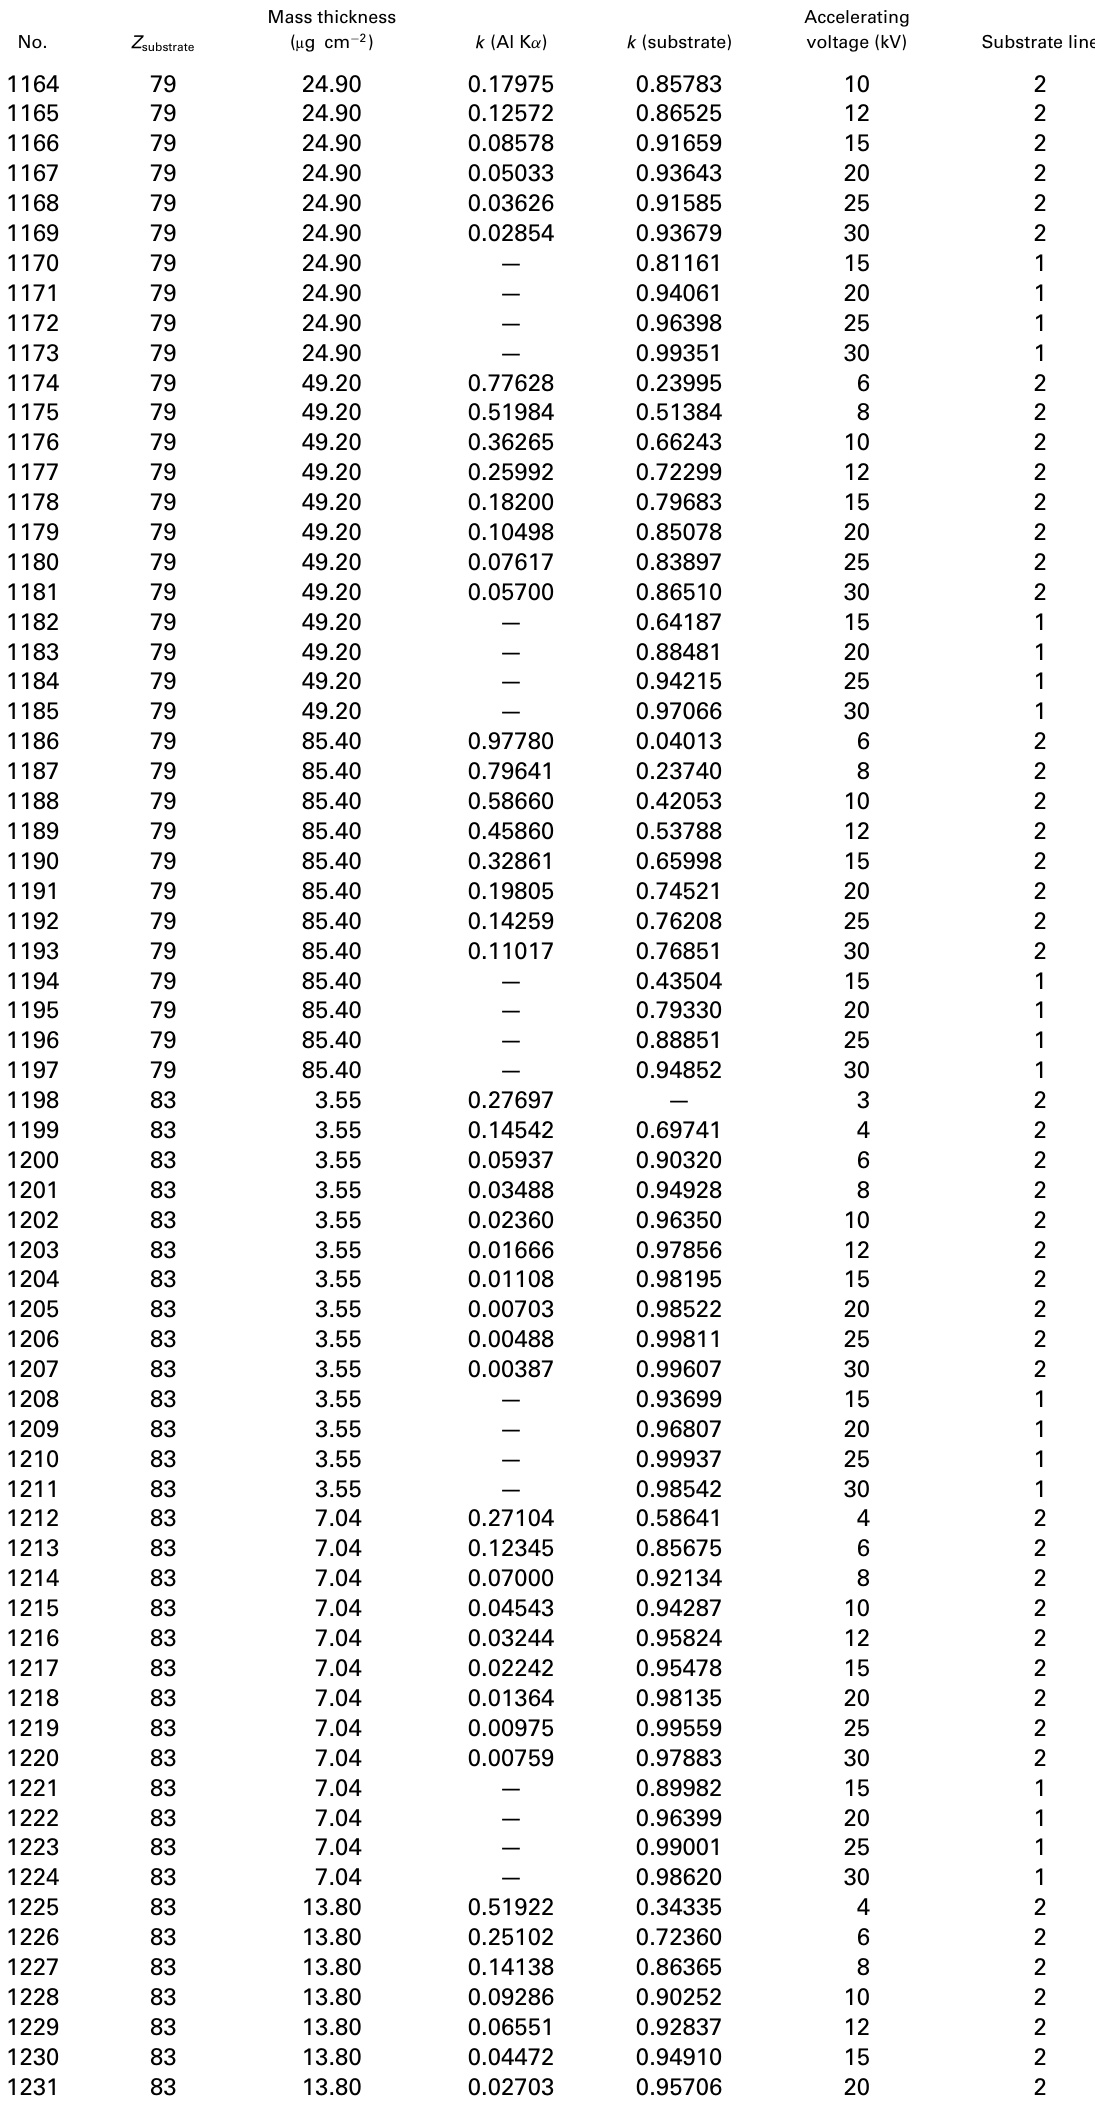 Mass thickness Accelerating
No. Zsubstrate (μg cm−2) k (Al Kα) k (substrate) voltage (kV) Substrate line
1164 79 24.90 0.17975 0.85783 10 2
1165 79 24.90 0.12572 0.86525 12 2
1166 79 24.90 0.08578 0.91659 15 2
1167 79 24.90 0.05033 0.93643 20 2
1168 79 24.90 0.03626 0.91585 25 2
1169 79 24.90 0.02854 0.93679 30 2
1170 79 24.90 — 0.81161 15 1
1171 79 24.90 — 0.94061 20 1
1172 79 24.90 — 0.96398 25 1
1173 79 24.90 — 0.99351 30 1
1174 79 49.20 0.77628 0.23995 6 2
1175 79 49.20 0.51984 0.51384 8 2
1176 79 49.20 0.36265 0.66243 10 2
1177 79 49.20 0.25992 0.72299 12 2
1178 79 49.20 0.18200 0.79683 15 2
1179 79 49.20 0.10498 0.85078 20 2
1180 79 49.20 0.07617 0.83897 25 2
1181 79 49.20 0.05700 0.86510 30 2
1182 79 49.20 — 0.64187 15 1
1183 79 49.20 — 0.88481 20 1
1184 79 49.20 — 0.94215 25 1
1185 79 49.20 — 0.97066 30 1
1186 79 85.40 0.97780 0.04013 6 2
1187 79 85.40 0.79641 0.23740 8 2
1188 79 85.40 0.58660 0.42053 10 2
1189 79 85.40 0.45860 0.53788 12 2
1190 79 85.40 0.32861 0.65998 15 2
1191 79 85.40 0.19805 0.74521 20 2
1192 79 85.40 0.14259 0.76208 25 2
1193 79 85.40 0.11017 0.76851 30 2
1194 79 85.40 — 0.43504 15 1
1195 79 85.40 — 0.79330 20 1
1196 79 85.40 — 0.88851 25 1
1197 79 85.40 — 0.94852 30 1
1198 83 3.55 0.27697 — 3 2
1199 83 3.55 0.14542 0.69741 4 2
1200 83 3.55 0.05937 0.90320 6 2
1201 83 3.55 0.03488 0.94928 8 2
1202 83 3.55 0.02360 0.96350 10 2
1203 83 3.55 0.01666 0.97856 12 2
1204 83 3.55 0.01108 0.98195 15 2
1205 83 3.55 0.00703 0.98522 20 2
1206 83 3.55 0.00488 0.99811 25 2
1207 83 3.55 0.00387 0.99607 30 2
1208 83 3.55 — 0.93699 15 1
1209 83 3.55 — 0.96807 20 1
1210 83 3.55 — 0.99937 25 1
1211 83 3.55 — 0.98542 30 1
1212 83 7.04 0.27104 0.58641 4 2
1213 83 7.04 0.12345 0.85675 6 2
1214 83 7.04 0.07000 0.92134 8 2
1215 83 7.04 0.04543 0.94287 10 2
1216 83 7.04 0.03244 0.95824 12 2
1217 83 7.04 0.02242 0.95478 15 2
1218 83 7.04 0.01364 0.98135 20 2
1219 83 7.04 0.00975 0.99559 25 2
1220 83 7.04 0.00759 0.97883 30 2
1221 83 7.04 — 0.89982 15 1
1222 83 7.04 — 0.96399 20 1
1223 83 7.04 — 0.99001 25 1
1224 83 7.04 — 0.98620 30 1
1225 83 13.80 0.51922 0.34335 4 2
1226 83 13.80 0.25102 0.72360 6 2
1227 83 13.80 0.14138 0.86365 8 2
1228 83 13.80 0.09286 0.90252 10 2
1229 83 13.80 0.06551 0.92837 12 2
1230 83 13.80 0.04472 0.94910 15 2
1231 83 13.80 0.02703 0.95706 20 2